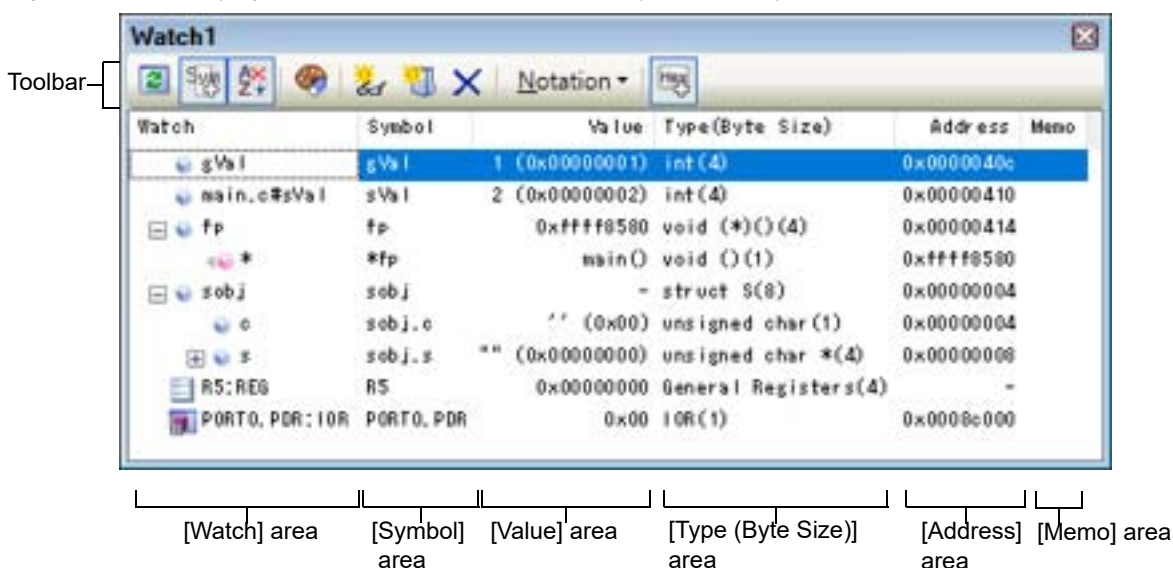 Watch1
Toolbar
Notation
Watch Symbol Value Type(Byte Size) Address Memo
gVal gVal 1 (0x00000001) int(4) 0x0000040c
main.c#sVal sVal 2 (0x00000002) int(4) 0x00000410
fp fp 0xffff8580 void (*)()(4) 0x00000414
* *fp main() void ()(1) 0xffff8580
sobj sobj - struct S(8) 0x00000004
c sobj.c '' (0x00) unsigned char(1) 0x00000004
s sobj.s "" (0x00000000) unsigned char *(4) 0x00000008
R5:REG R5 0x00000000 General Registers(4) -
PORT0.PDR:IOR PORT0.PDR 0x00 IOR(1) 0x0008c000
[Watch] area [Symbol] area [Value] area [Type (Byte Size)] area [Address] area [Memo] area